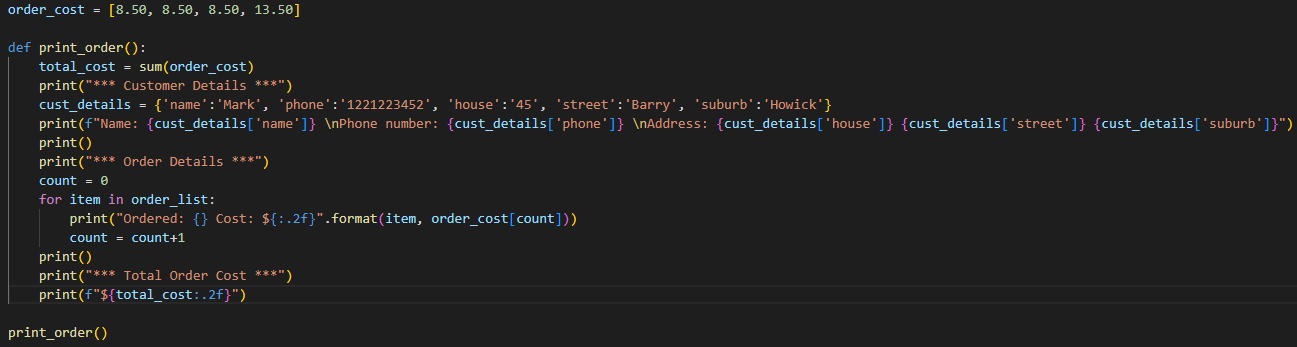 order_cost = [8.50, 8.50, 8.50, 13.50]

def print_order():
    total_cost = sum(order_cost)
    print("*** Customer Details ***")
    cust_details = {'name':'Mark', 'phone':'1221223452', 'house':'45', 'street':'Barry', 'suburb':'Howick'}
    print(f"Name: {cust_details['name']} \nPhone number: {cust_details['phone']} \nAddress: {cust_details['house']} {cust_details['street']} {cust_details['suburb']}")
    print()
    print("*** Order Details ***")
    count = 0
    for item in order_list:
        print("Ordered: {} Cost: ${:.2f}".format(item, order_cost[count]))
        count = count+1
    print()
    print("*** Total Order Cost ***")
    print(f"${total_cost:.2f}")

print_order()